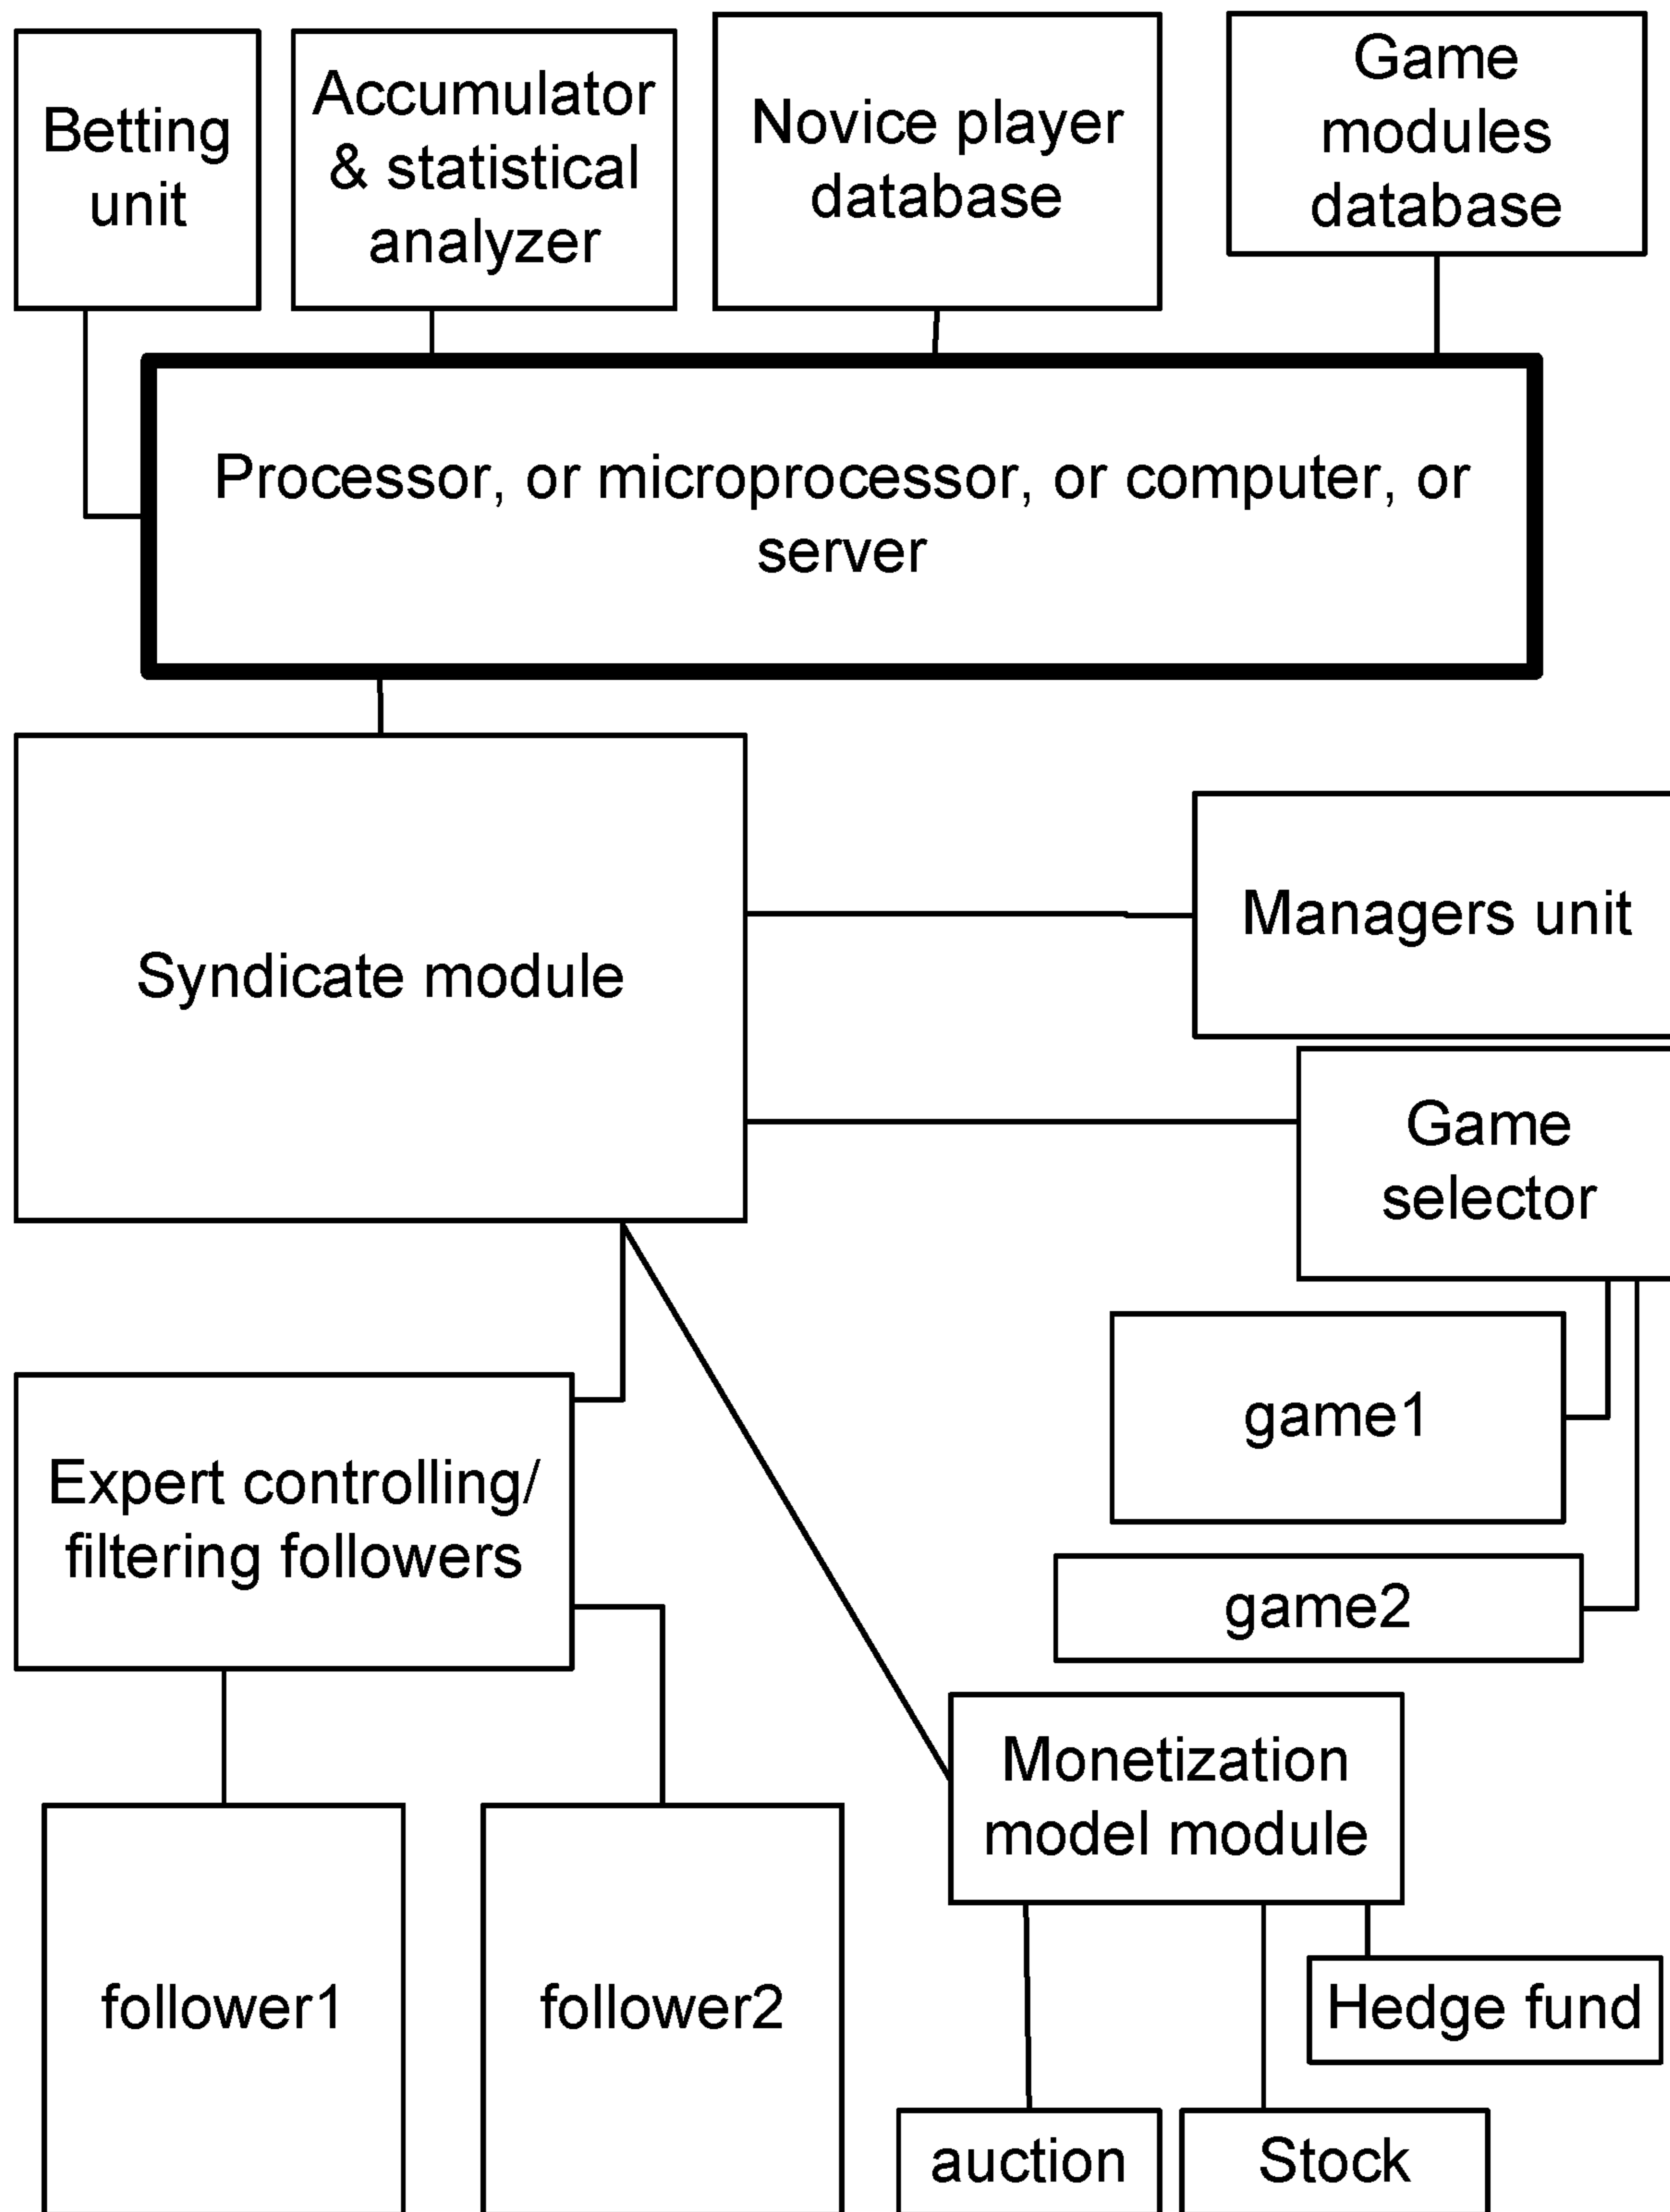 Betting
unit
Accumulator
& statistical
analyzer
Novice player
database
Game
modules
database
Processor, or microprocessor, or computer, or
server
Syndicate module
Managers unit
Game
selector
game1
game2
Expert controlling/
filtering followers
Monetization
model module
follower1
follower2
Hedge fund
auction
Stock